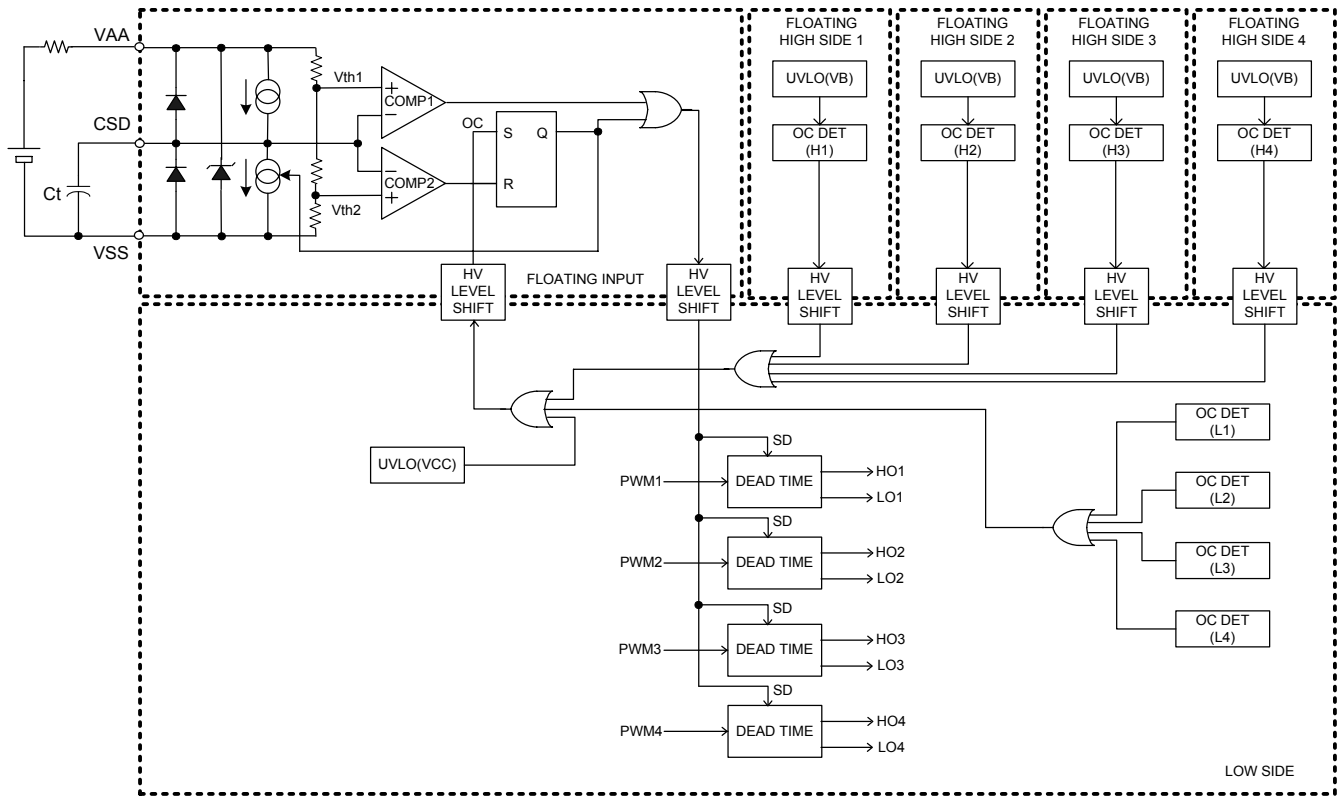 VAA
CSD
Ct
VSS
Vth1
Vth2
+
COMP1
−
−
COMP2
+
OC
S
Q
R
HV
LEVEL
SHIFT
FLOATING INPUT
HV
LEVEL
SHIFT
FLOATING
HIGH SIDE 1
UVLO(VB)
OC DET
(H1)
HV
LEVEL
SHIFT
FLOATING
HIGH SIDE 2
UVLO(VB)
OC DET
(H2)
HV
LEVEL
SHIFT
FLOATING
HIGH SIDE 3
UVLO(VB)
OC DET
(H3)
HV
LEVEL
SHIFT
FLOATING
HIGH SIDE 4
UVLO(VB)
OC DET
(H4)
HV
LEVEL
SHIFT
UVLO(VCC)
SD
PWM1
DEAD TIME
HO1
LO1
SD
PWM2
DEAD TIME
HO2
LO2
SD
PWM3
DEAD TIME
HO3
LO3
SD
PWM4
DEAD TIME
HO4
LO4
OC DET
(L1)
OC DET
(L2)
OC DET
(L3)
OC DET
(L4)
LOW SIDE